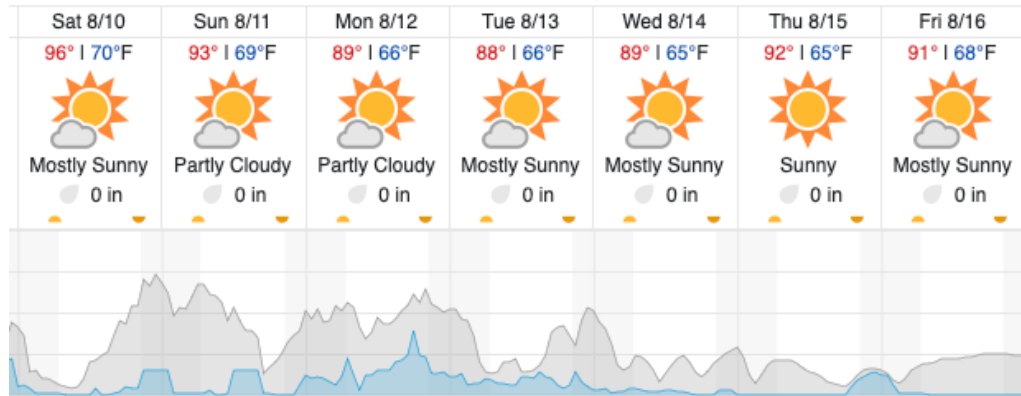 Sat 8/10 Sun 8/11 Mon 8/12 Tue 8/13 Wed 8/14 Thu 8/15 Fri 8/16
96° | 70°F 93° | 69°F 89° | 66°F 88° | 66°F 89° | 65°F 92° | 65°F 91° | 68°F
Mostly Sunny Partly Cloudy Partly Cloudy Mostly Sunny Mostly Sunny Sunny Mostly Sunny
0 in 0 in 0 in 0 in 0 in 0 in 0 in